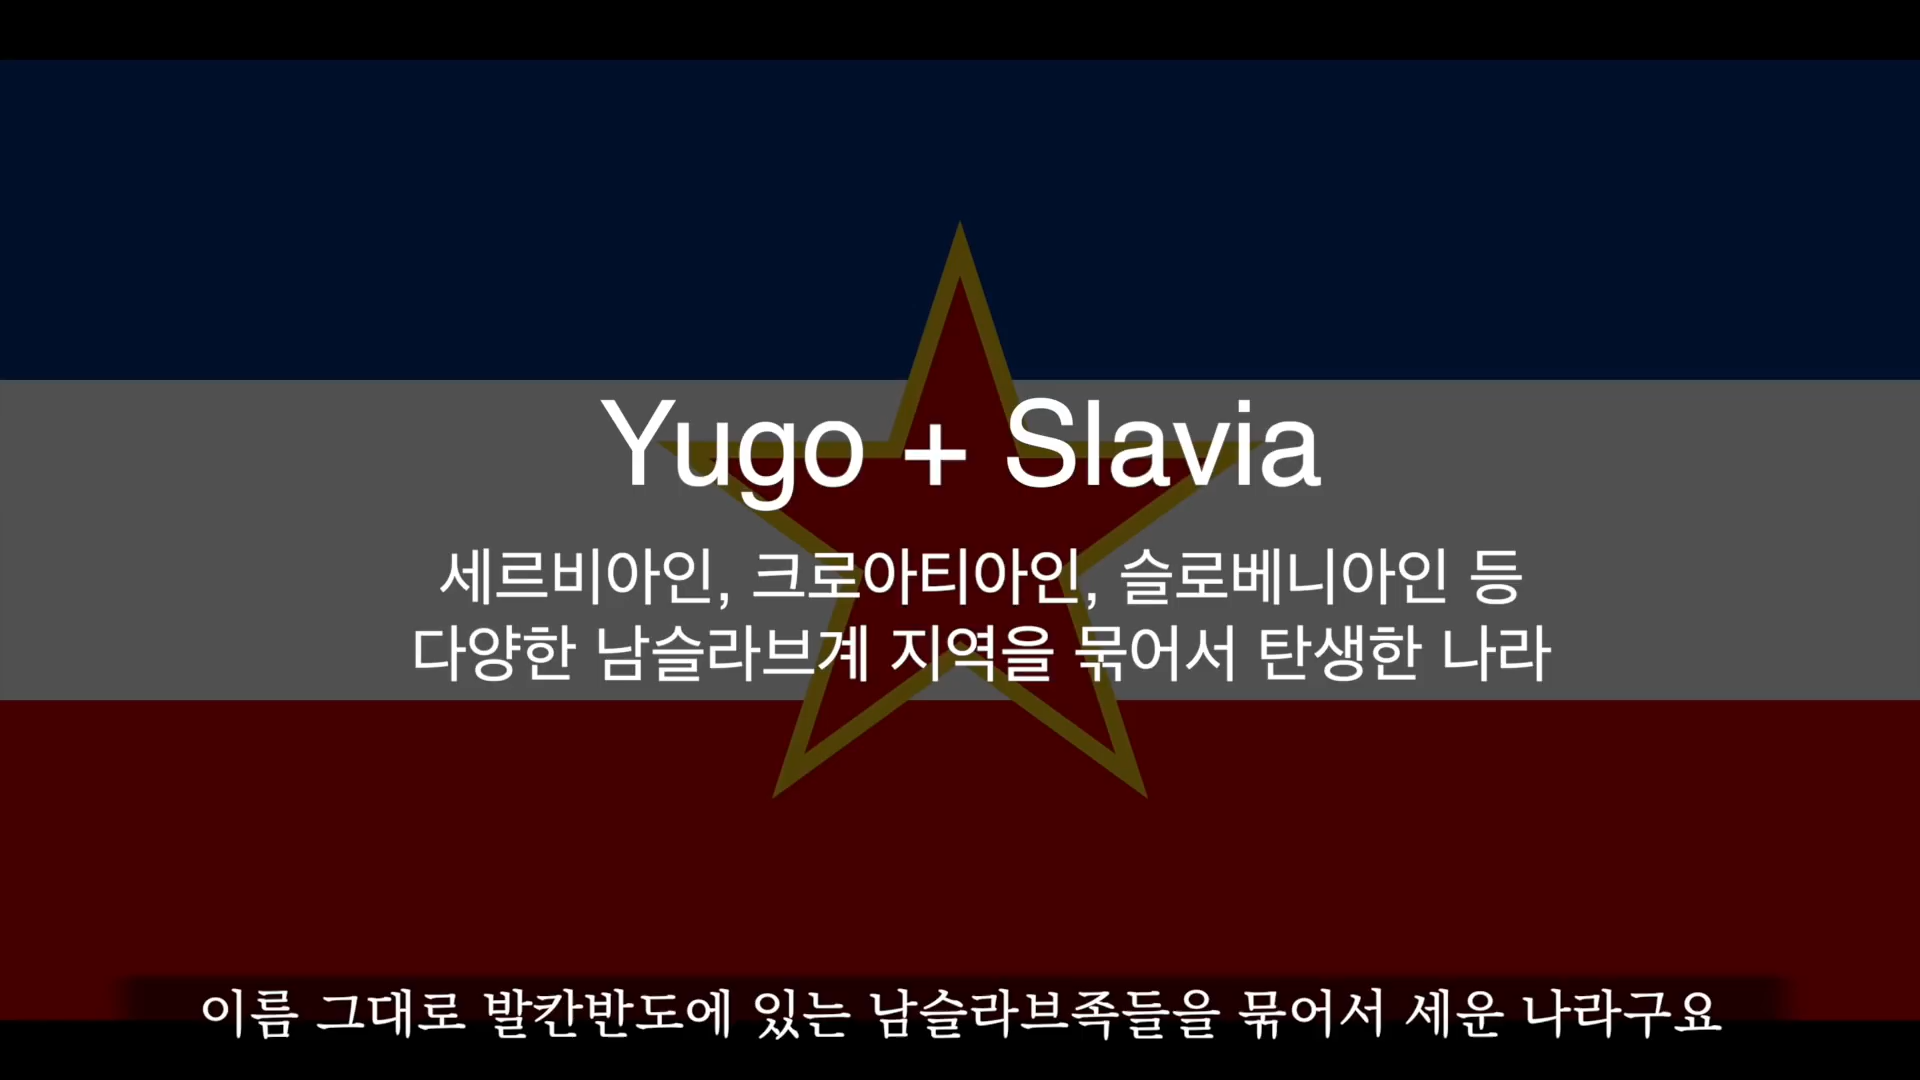 Yugo + Slavia
세르비아인, 크로아티아인, 슬로베니아인 등
다양한 남슬라브계 지역을 묶어서 탄생한 나라
이름 그대로 발칸반도에 있는 남슬라브족들을 묶어서 세운 나라구요